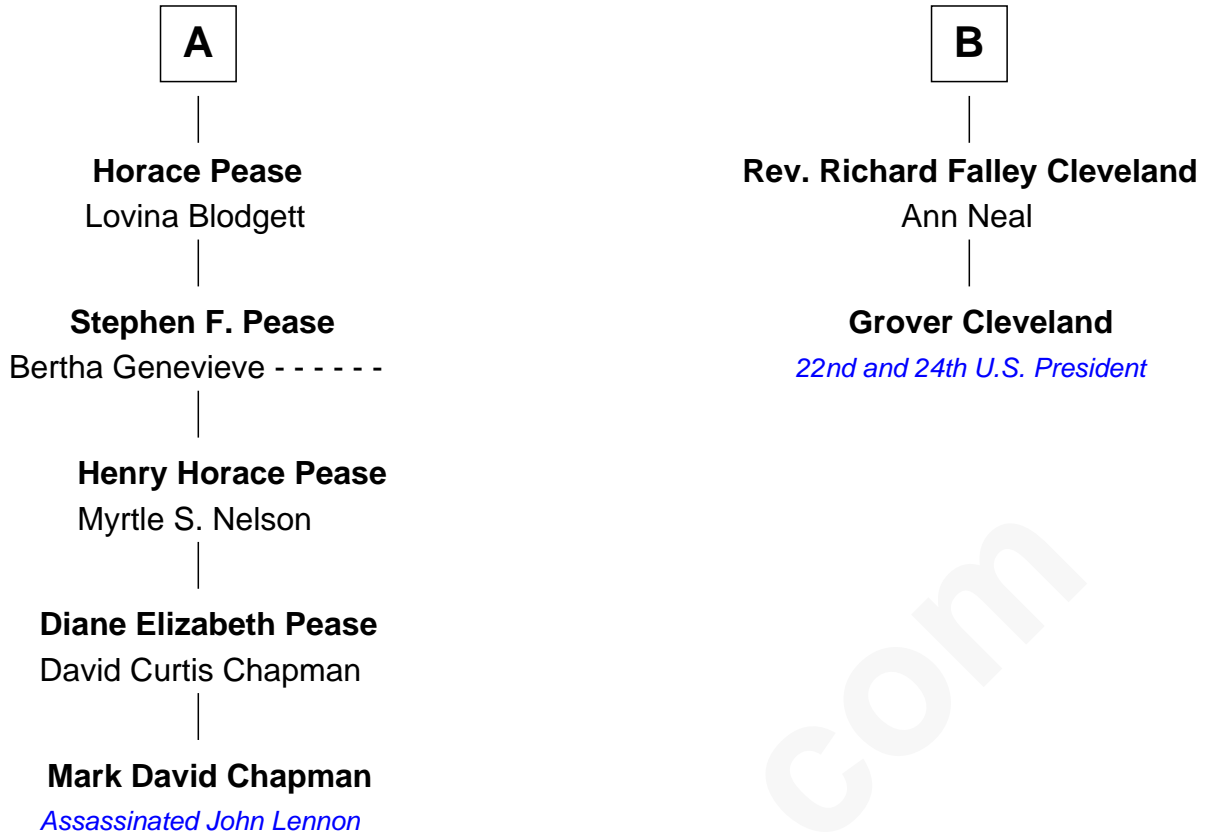 A
Horace Pease
Lovina Blodgett
Stephen F. Pease
Bertha Genevieve - - - - - -
Henry Horace Pease
Myrtle S. Nelson
Diane Elizabeth Pease
David Curtis Chapman
Mark David Chapman
Assassinated John Lennon
B
Rev. Richard Falley Cleveland
Ann Neal
Grover Cleveland
22nd and 24th U.S. President
com